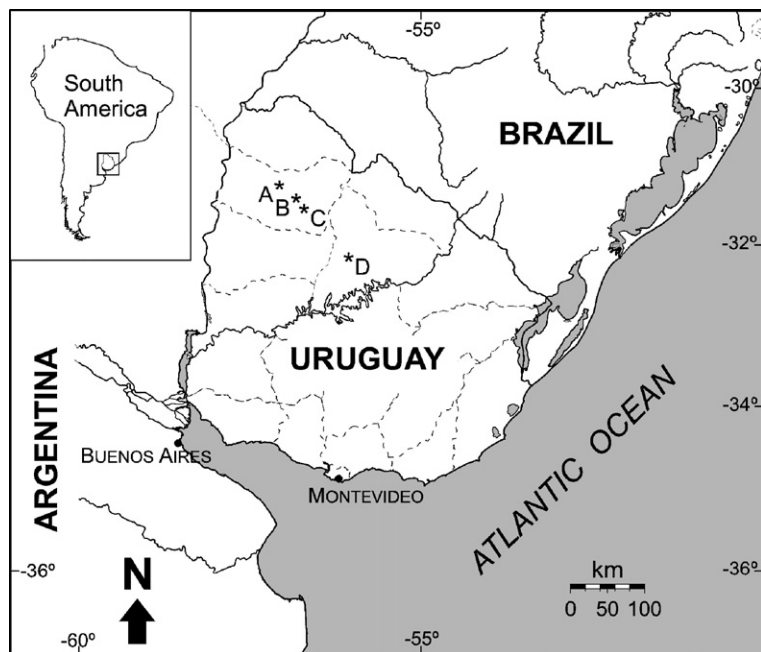 -55º
South
America
-30º
BRAZIL
A *
B *
* C
-32º
* D
URUGUAY
ARGENTINA
-34º
BUENOS AIRES
MONTEVIDEO
ATLANTIC OCEAN
-36º
N
km
0 50 100
-36º
-60º
-55º